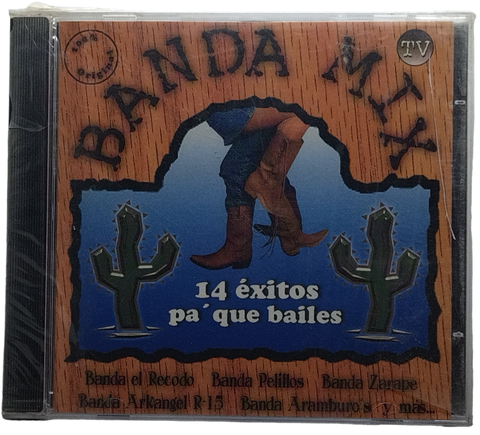 100% Original
TV
BANDA MIX
14 éxitos
pa´que bailes
Banda el Recodo Banda Pelillos Banda Zarape
Banda Arkangel R-15 Banda Aramburo's y más...